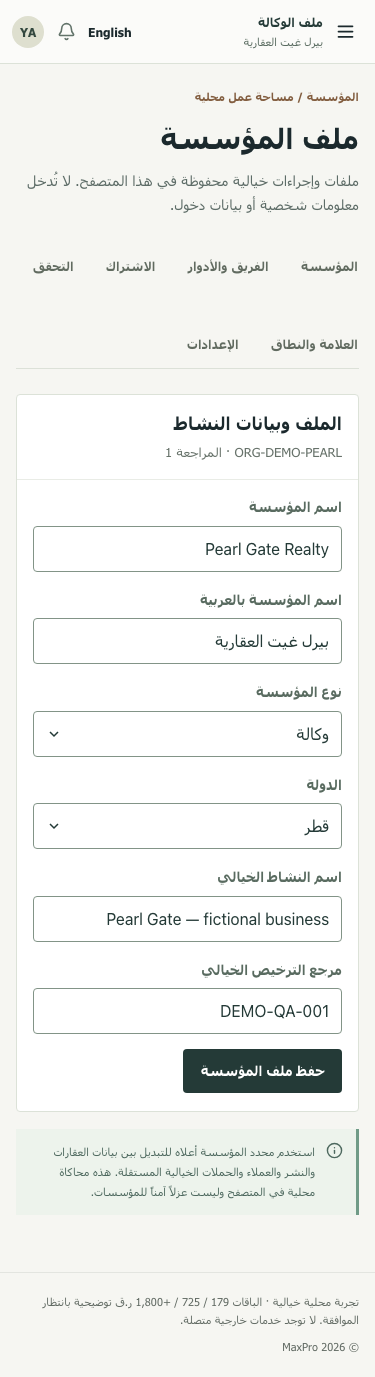 ملف الوكالة
بيرل غيت العقارية
English
YA
المؤسسة / مساحة عمل محلية
ملف المؤسسة
ملفات وإجراءات خيالية محفوظة في هذا المتصفح. لا تُدخل
معلومات شخصية أو بيانات دخول.
المؤسسة
الفريق والأدوار
الاشتراك
التحقق
العلامة والنطاق
الإعدادات
الملف وبيانات النشاط
ORG-DEMO-PEARL · المراجعة 1
اسم المؤسسة
Pearl Gate Realty
اسم المؤسسة بالعربية
بيرل غيت العقارية
نوع المؤسسة
وكالة
الدولة
قطر
اسم النشاط الخيالي
Pearl Gate — fictional business
مرجع الترخيص الخيالي
DEMO-QA-001
حفظ ملف المؤسسة
استخدم محدد المؤسسة أعلاه للتبديل بين بيانات العقارات
والنشر والعملاء والحملات الخيالية المستقلة. هذه محاكاة
محلية في المتصفح وليست عزلاً آمناً للمؤسسات.
تجربة محلية خيالية · الباقات 179 / 725 / +1,800 ر.ق توضيحية بانتظار
الموافقة. لا توجد خدمات خارجية متصلة.
© 2026 MaxPro